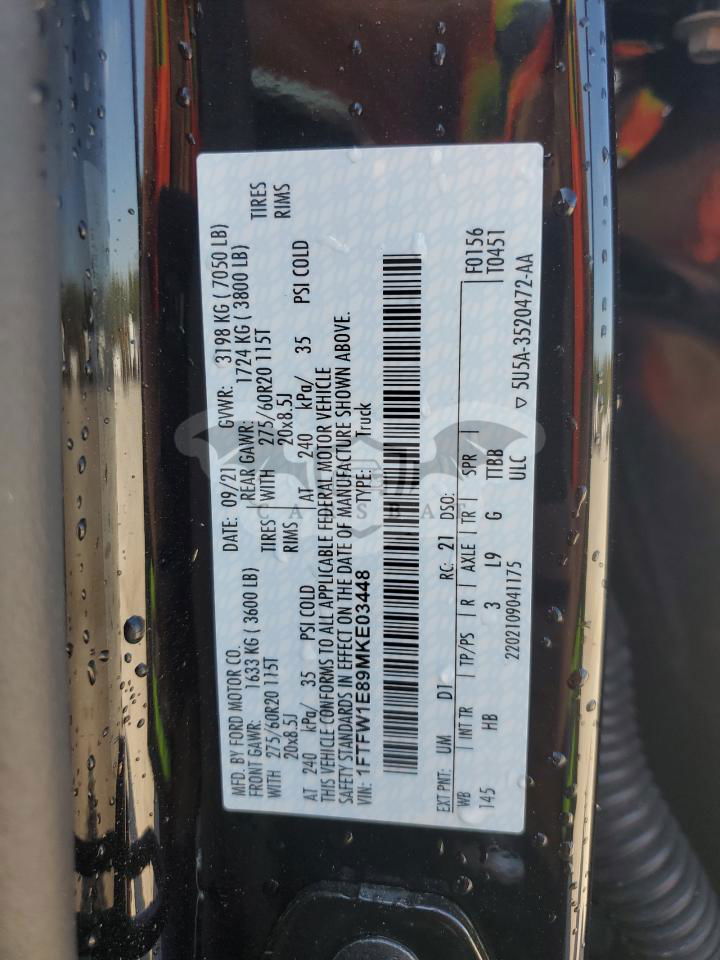 MFD. BY FORD MOTOR CO. DATE: 09/21 GVWR: 3198 KG ( 7050 LB)
FRONT GAWR: 1633 KG ( 3600 LB) REAR GAWR: 1724 KG ( 3800 LB)
WITH 275/60R20 115T TIRES WITH 275/60R20 115T TIRES
20x8.5J RIMS 20x8.5J RIMS
AT 240 kPa/ 35 PSI COLD AT 240 kPa/ 35 PSI COLD
THIS VEHICLE CONFORMS TO ALL APPLICABLE FEDERAL MOTOR VEHICLE
SAFETY STANDARDS IN EFFECT ON THE DATE OF MANUFACTURE SHOWN ABOVE.
VIN: 1FTFW1E89MKE03448 TYPE: Truck
EXT PNT: UM DJ RC: 21 DSO: F0156
WB INT TR TP/PS R AXLE TR SPR T0451
145 HB 3 L9 G TTBB
2202109041175 ULC ▽ 5U5A-3520472-AA